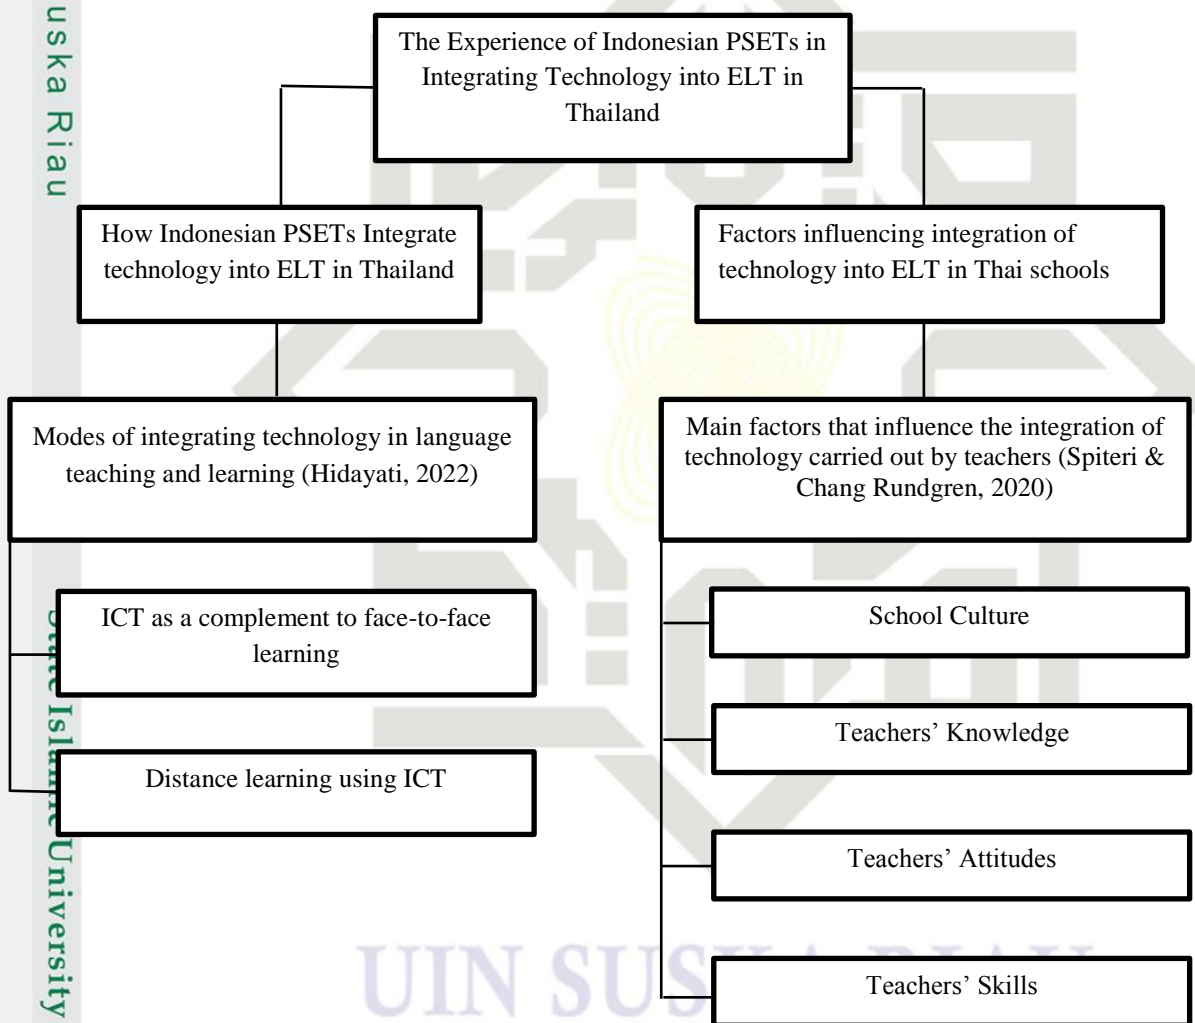 uska Riau
The Experience of Indonesian PSETs in
Integrating Technology into ELT in
Thailand
How Indonesian PSETs Integrate
technology into ELT in Thailand
Factors influencing integration of
technology into ELT in Thai schools
Modes of integrating technology in language
teaching and learning (Hidayati, 2022)
Main factors that influence the integration of
technology carried out by teachers (Spiteri &
Chang Rundgren, 2020)
ICT as a complement to face-to-face
learning
Distance learning using ICT
School Culture
Teachers’ Knowledge
Teachers’ Attitudes
Teachers’ Skills
State Islamic University
UIN SUSKA RIAU